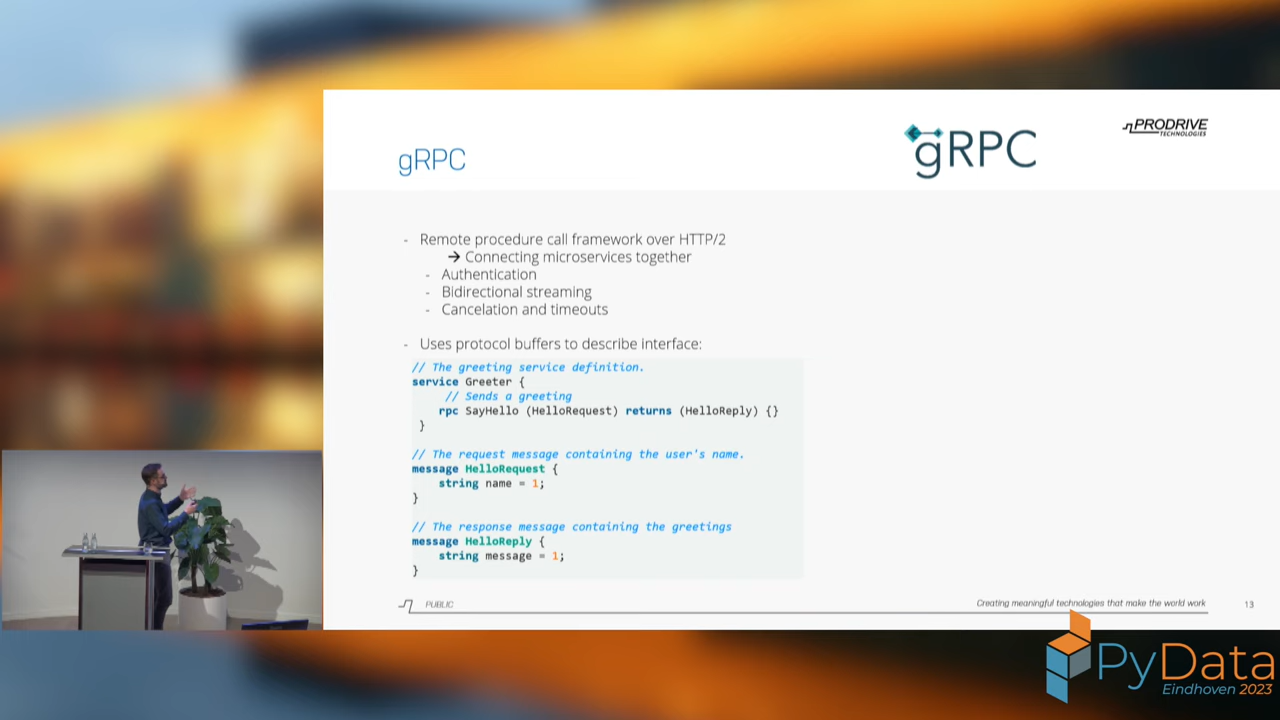 gRPC
gRPC
PRODRIVE
TECHNOLOGIES
- Remote procedure call framework over HTTP/2
→ Connecting microservices together
- Authentication
- Bidirectional streaming
- Cancelation and timeouts
- Uses protocol buffers to describe interface:
// The greeting service definition.
service Greeter {
// Sends a greeting
rpc SayHello (HelloRequest) returns (HelloReply) {}
}
// The request message containing the user's name.
message HelloRequest {
string name = 1;
}
// The response message containing the greetings
message HelloReply {
string message = 1;
}
PUBLIC
Creating meaningful technologies that make the world work
13
PyData
Eindhoven 2023